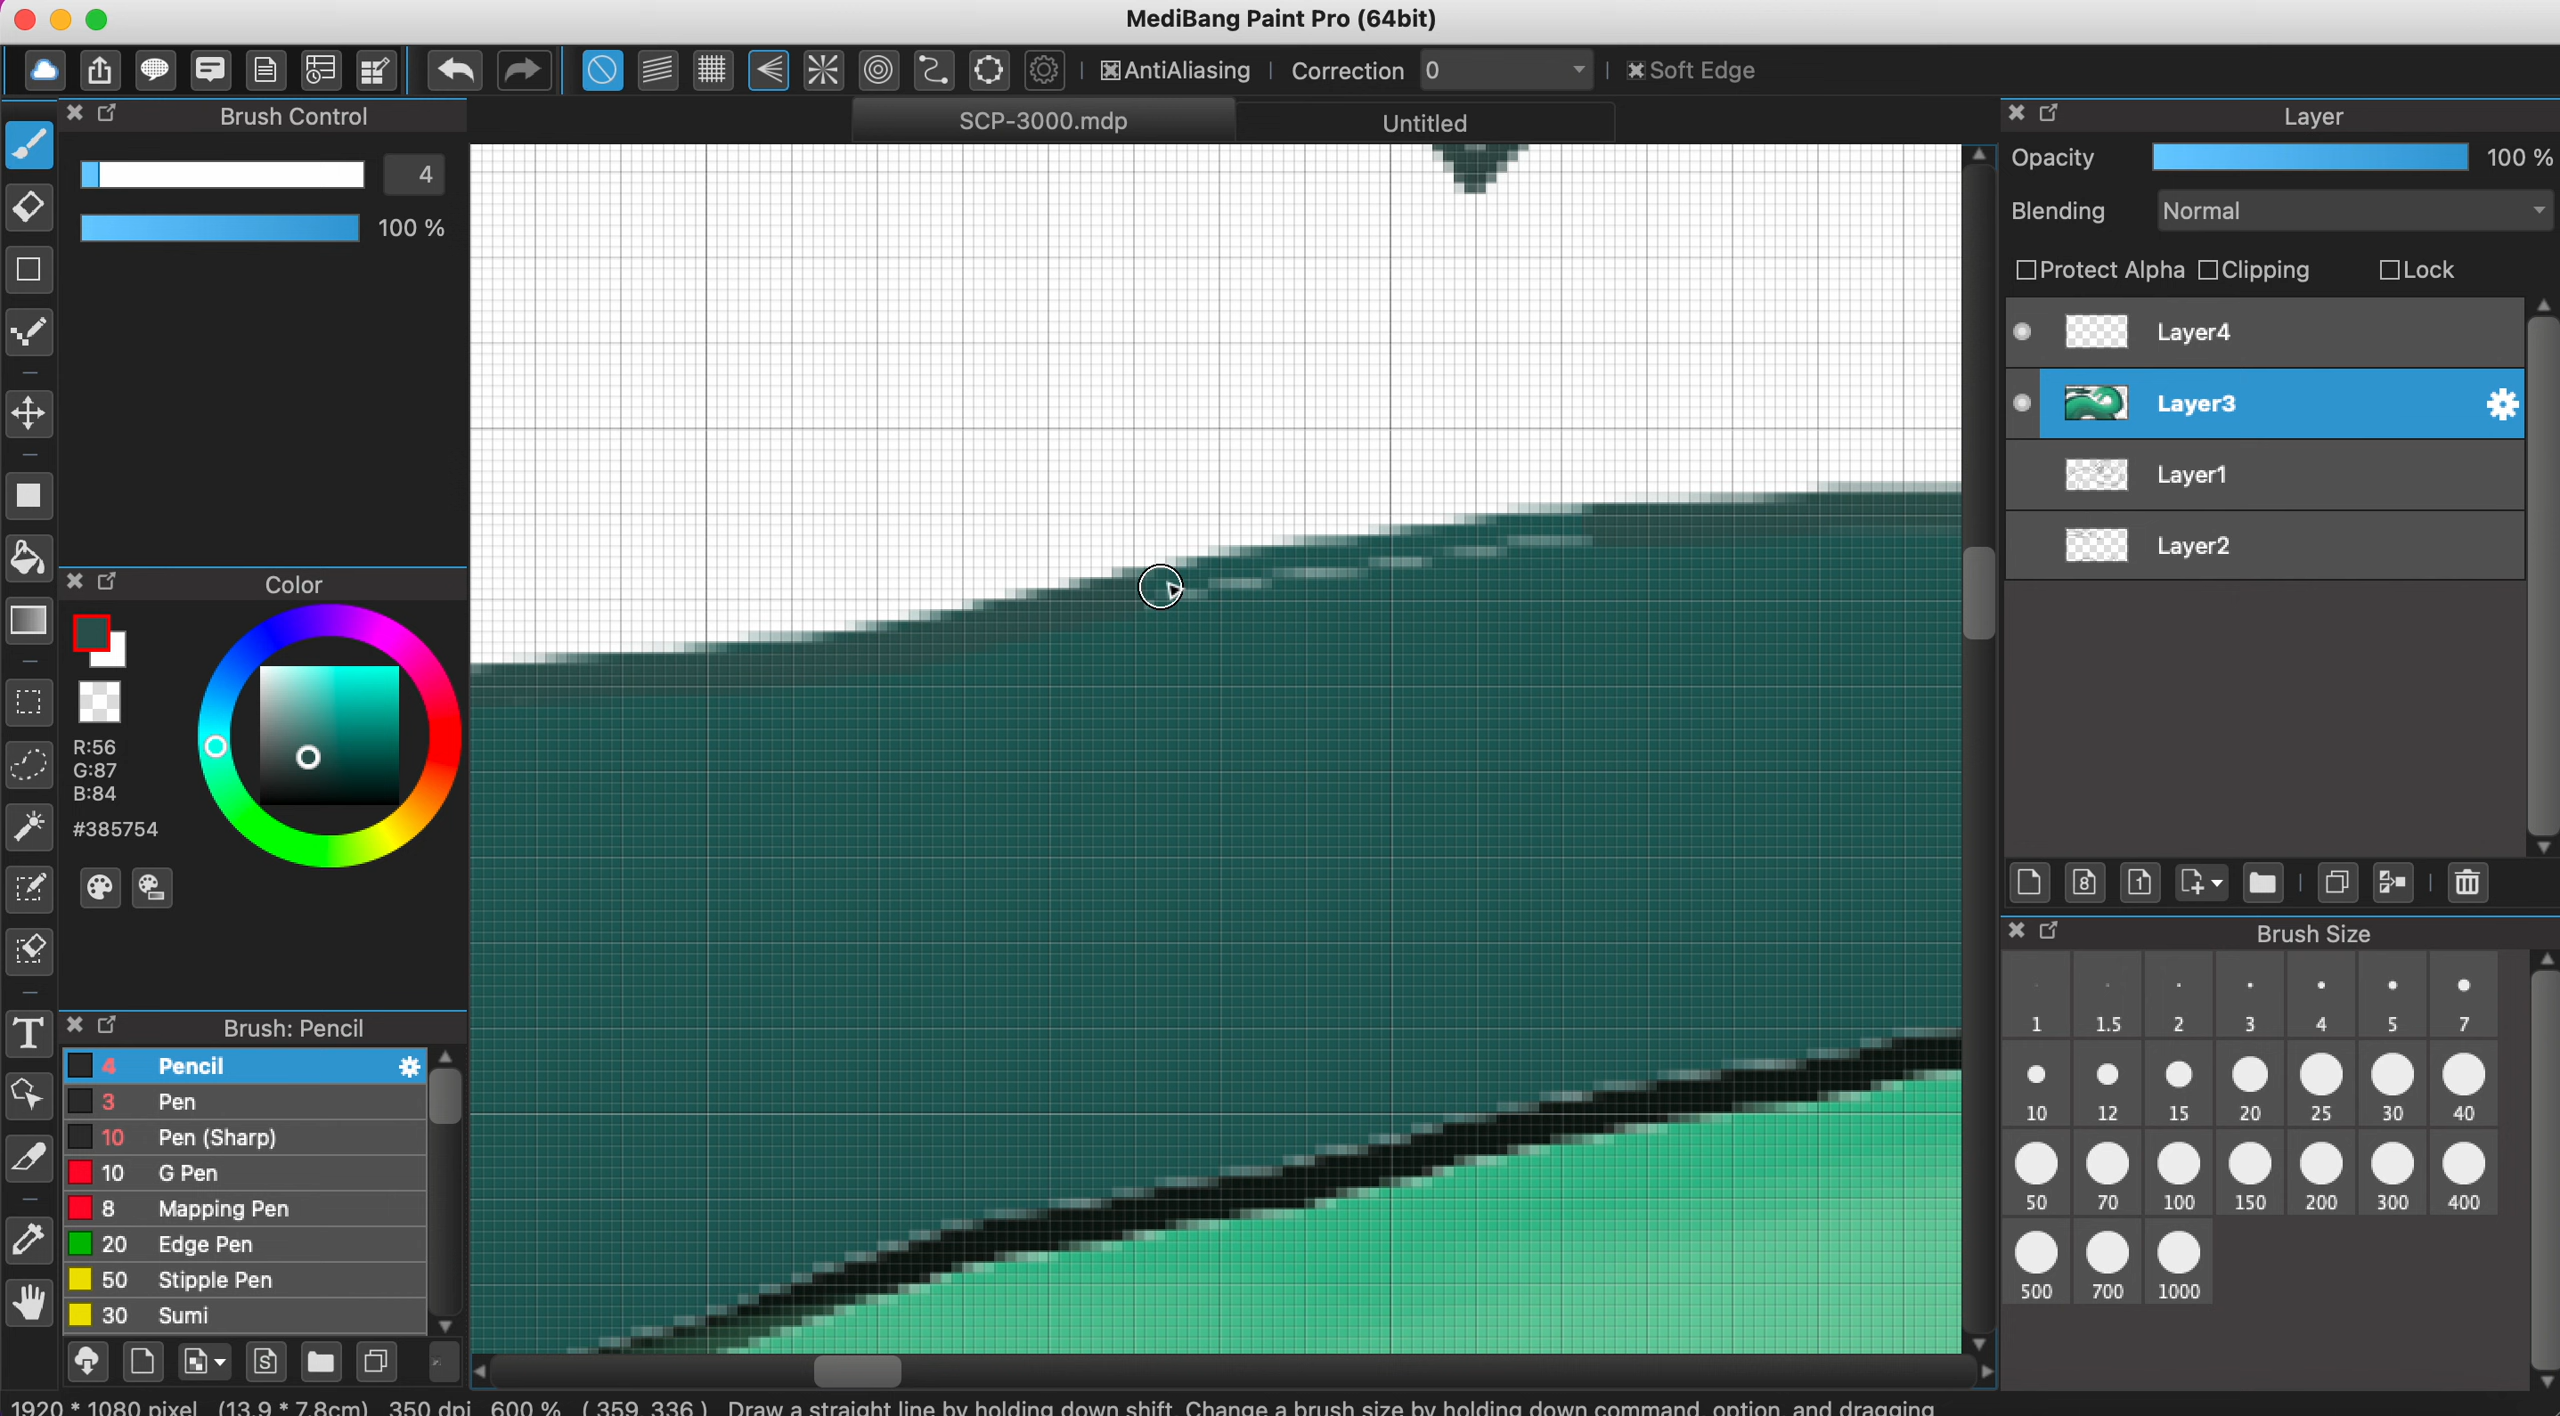 MediBang Paint Pro (64bit)
AntiAliasing
Correction 0
Soft Edge
Brush Control
SCP-3000.mdp
Untitled
Layer
4
100 %
Opacity 100 %
Blending Normal
Protect Alpha Clipping Lock
Layer4
Layer3
Layer1
Layer2
Color
R:56
G:87
B:84
#385754
8 1
Brush Size
1 1.5 2 3 4 5 7
10 12 15 20 25 30 40
50 70 100 150 200 300 400
500 700 1000
Brush: Pencil
4 Pencil
3 Pen
10 Pen (Sharp)
10 G Pen
8 Mapping Pen
20 Edge Pen
50 Stipple Pen
30 Sumi
T
S
1920 * 1080 pixel (13.9 * 7.8cm) 350 dpi 600 % ( 359, 336 ) Draw a straight line by holding down shift, Change a brush size by holding down command, option, and dragging